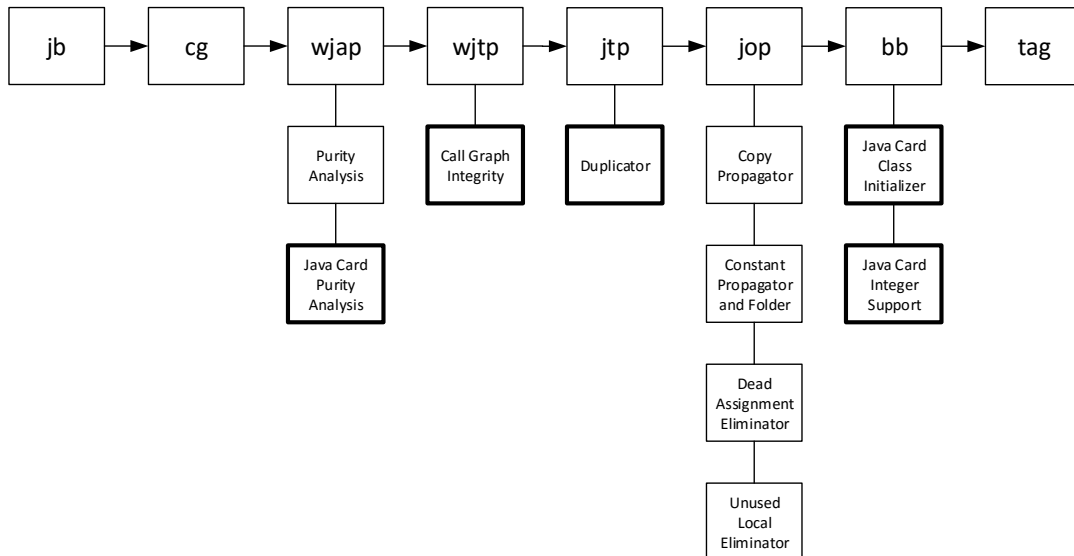 jb
cg
wjap
wjtp
jtp
jop
bb
tag
Purity
Analysis
Call Graph
Integrity
Duplicator
Copy
Propagator
Java Card
Class
Initializer
Java Card
Purity
Analysis
Constant
Propagator
and Folder
Java Card
Integer
Support
Dead
Assignment
Eliminator
Unused
Local
Eliminator